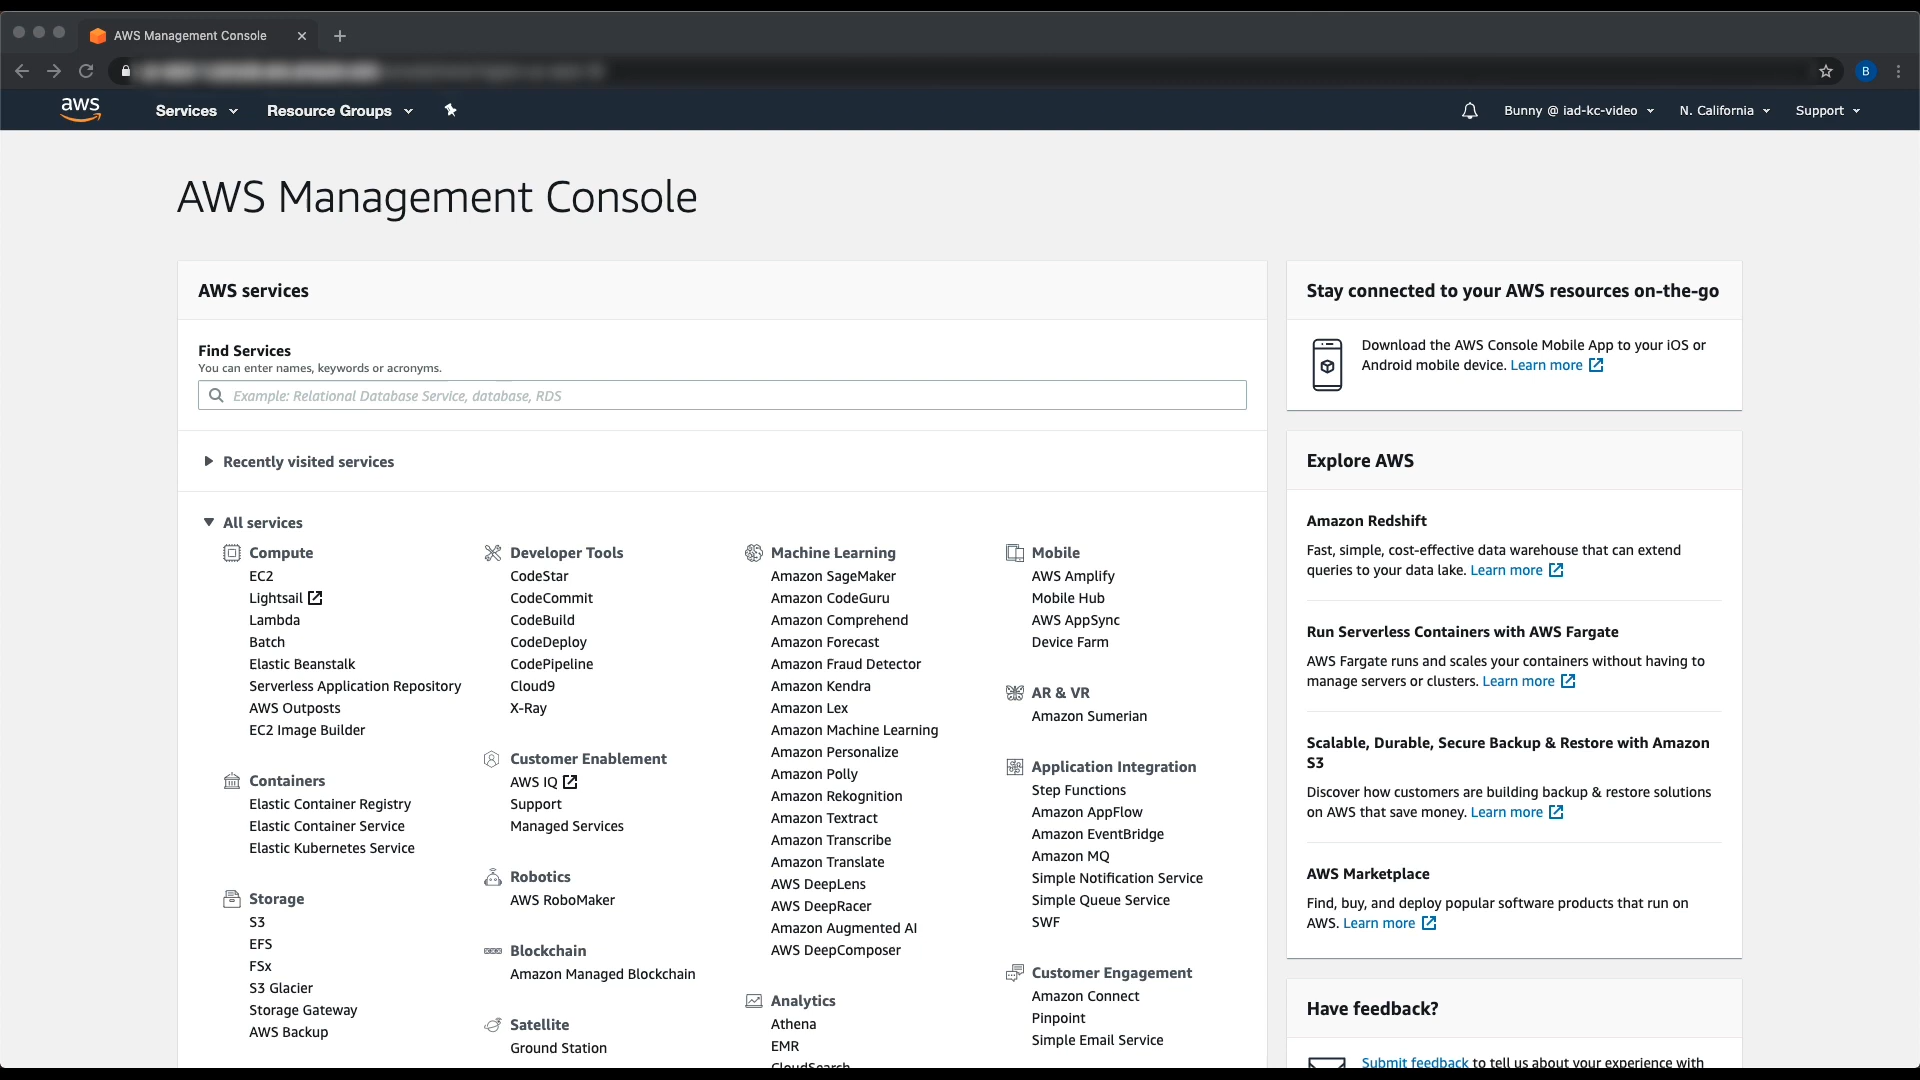 AWS Management Console
aws
Services
Resource Groups
Bunny @ iad-kc-video
N. California
Support
B
AWS Management Console
AWS services
Find Services
You can enter names, keywords or acronyms.
Example: Relational Database Service, database, RDS
Recently visited services
All services
Compute
EC2
Lightsail
Lambda
Batch
Elastic Beanstalk
Serverless Application Repository
AWS Outposts
EC2 Image Builder
Containers
Elastic Container Registry
Elastic Container Service
Elastic Kubernetes Service
Storage
S3
EFS
FSx
S3 Glacier
Storage Gateway
AWS Backup
Developer Tools
CodeStar
CodeCommit
CodeBuild
CodeDeploy
CodePipeline
Cloud9
X-Ray
Customer Enablement
AWS IQ
Support
Managed Services
Robotics
AWS RoboMaker
Blockchain
Amazon Managed Blockchain
Satellite
Ground Station
Machine Learning
Amazon SageMaker
Amazon CodeGuru
Amazon Comprehend
Amazon Forecast
Amazon Fraud Detector
Amazon Kendra
Amazon Lex
Amazon Machine Learning
Amazon Personalize
Amazon Polly
Amazon Rekognition
Amazon Textract
Amazon Transcribe
Amazon Translate
AWS DeepLens
AWS DeepRacer
Amazon Augmented AI
AWS DeepComposer
Analytics
Athena
EMR
CloudSearch
Mobile
AWS Amplify
Mobile Hub
AWS AppSync
Device Farm
AR & VR
Amazon Sumerian
Application Integration
Step Functions
Amazon AppFlow
Amazon EventBridge
Amazon MQ
Simple Notification Service
Simple Queue Service
SWF
Customer Engagement
Amazon Connect
Pinpoint
Simple Email Service
Stay connected to your AWS resources on-the-go
Download the AWS Console Mobile App to your iOS or
Android mobile device. Learn more
Explore AWS
Amazon Redshift
Fast, simple, cost-effective data warehouse that can extend
queries to your data lake. Learn more
Run Serverless Containers with AWS Fargate
AWS Fargate runs and scales your containers without having to
manage servers or clusters. Learn more
Scalable, Durable, Secure Backup & Restore with Amazon
S3
Discover how customers are building backup & restore solutions
on AWS that save money. Learn more
AWS Marketplace
Find, buy, and deploy popular software products that run on
AWS. Learn more
Have feedback?
Submit feedback to tell us about your experience with